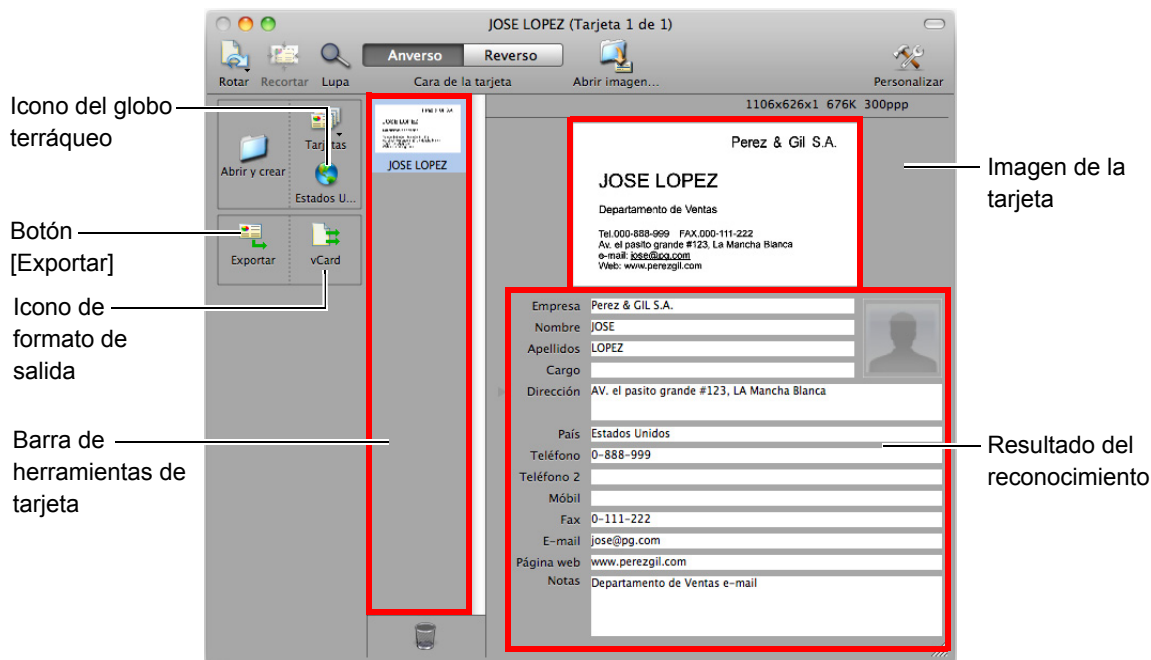 JOSE LOPEZ (Tarjeta 1 de 1)
Anverso Reverso
Rotar Recortar Lupa Cara de la tarjeta Abrir imagen... Personalizar
1106x626x1 676K 300ppp
Icono del globo
terráqueo
Botón
[Exportar]
Icono de
formato de
salida
Barra de
herramientas de
tarjeta
Tarjetas
Abrir y crear
Estados U...
Exportar vCard
JOSE LOPEZ
JOSE LOPEZ
Perez & Gil S.A.
JOSE LOPEZ
Departamento de Ventas
Tel.000-888-999 FAX.000-111-222
Av. el pasito grande #123, La Mancha Blanca
e-mail: jose@pg.com
Web: www.perezgil.com
Empresa Perez & GIL S.A.
Nombre JOSE
Apellidos LOPEZ
Cargo
Dirección AV. el pasito grande #123, LA Mancha Blanca
País Estados Unidos
Teléfono 0-888-999
Teléfono 2
Móbil
Fax 0-111-222
E-mail jose@pg.com
Página web www.perezgil.com
Notas Departamento de Ventas e-mail
Imagen de la
tarjeta
Resultado del
reconocimiento